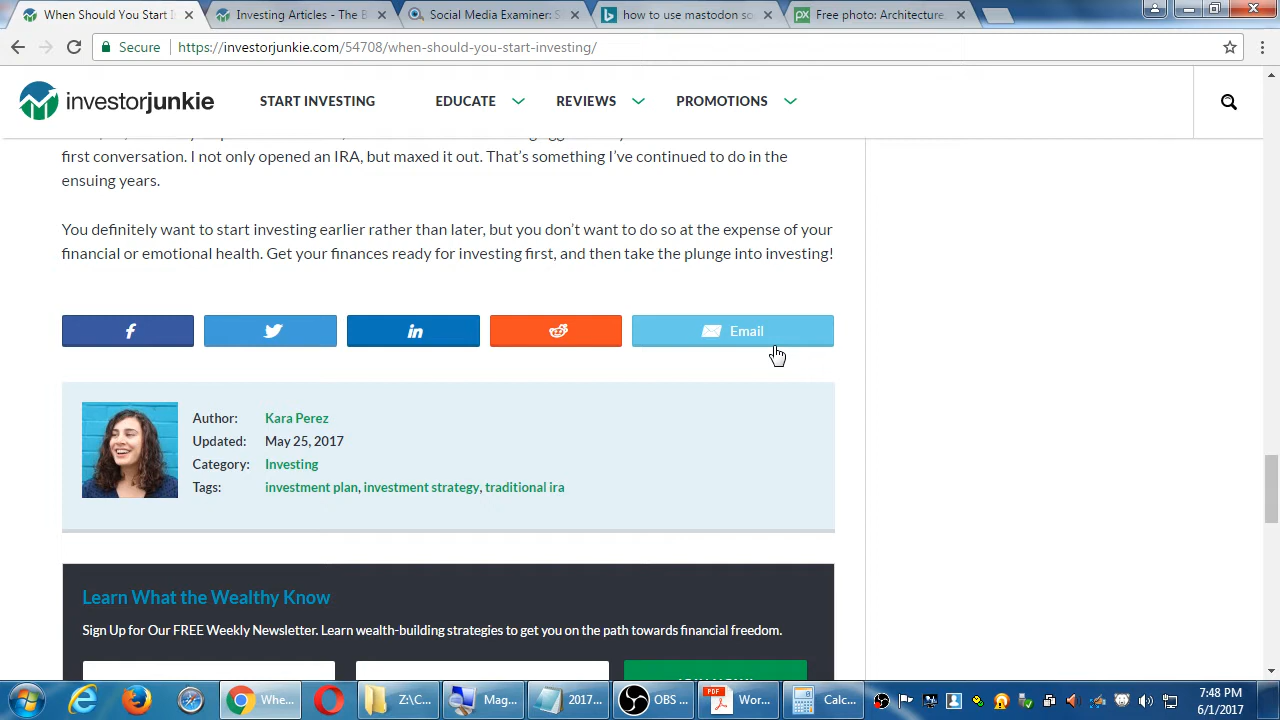 When Should You Start I
Investing Articles - The B
Social Media Examiner: S
how to use mastodon so
Free photo: Architecture
Secure
https://investorjunkie.com/54708/when-should-you-start-investing/
investorjunkie
START INVESTING
EDUCATE
REVIEWS
PROMOTIONS
first conversation. I not only opened an IRA, but maxed it out. That's something I've continued to do in the
ensuing years.
You definitely want to start investing earlier rather than later, but you don't want to do so at the expense of your
financial or emotional health. Get your finances ready for investing first, and then take the plunge into investing!
Email
Author: Kara Perez
Updated: May 25, 2017
Category: Investing
Tags: investment plan, investment strategy, traditional ira
Learn What the Wealthy Know
Sign Up for Our FREE Weekly Newsletter. Learn wealth-building strategies to get you on the path towards financial freedom.
Whe...
Z:\C...
Mag...
2017...
OBS ...
PDF
Wor...
Calc...
7:48 PM
6/1/2017